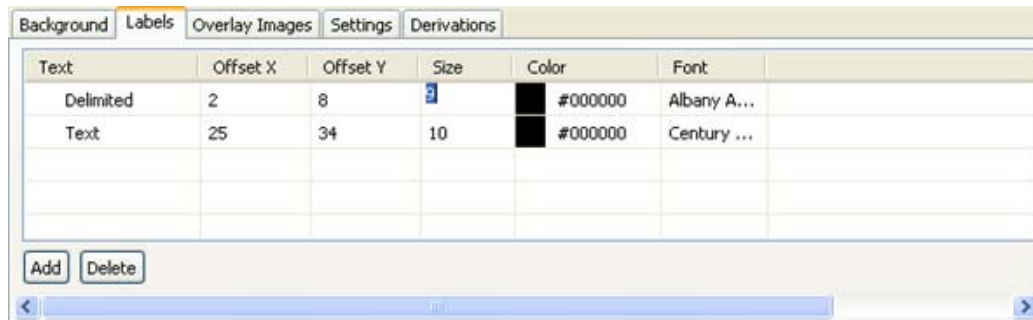 Background Labels Overlay Images Settings Derivations
Text Offset X Offset Y Size Color Font
Delimited 2 8 9 #000000 Albany A...
Text 25 34 10 #000000 Century ...
Add Delete